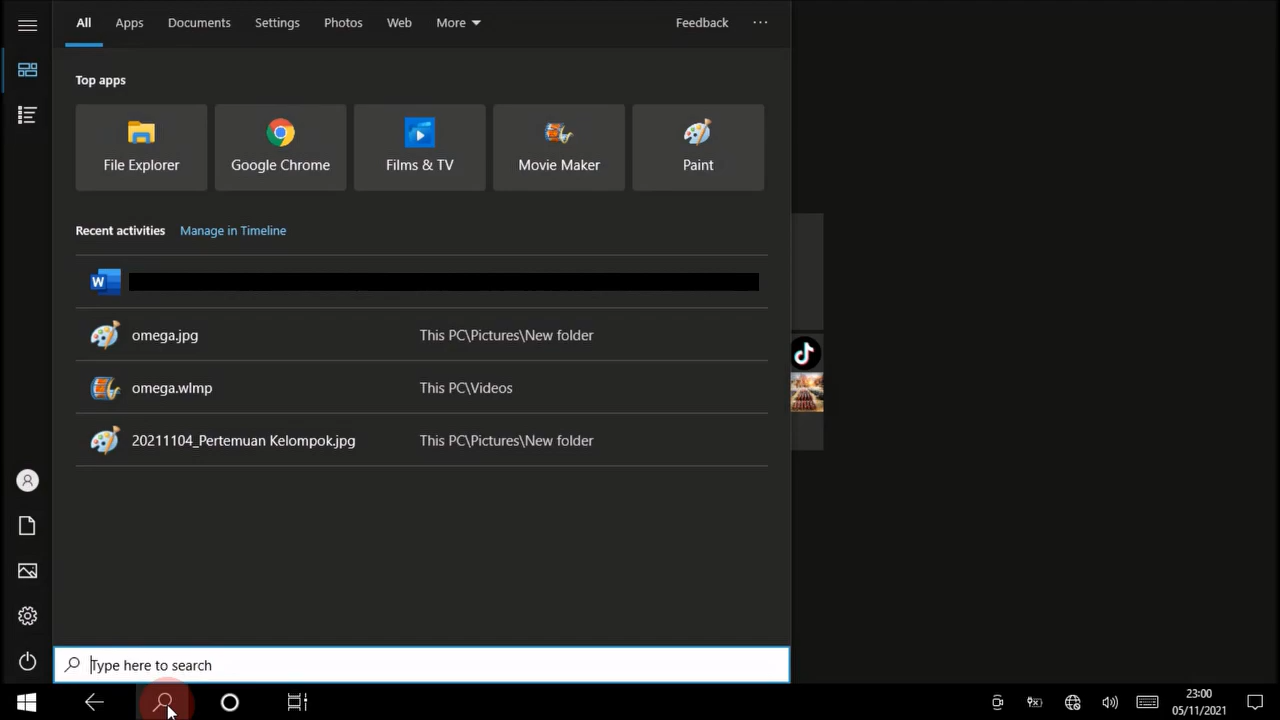 All Apps Documents Settings Photos Web More Feedback ...
Top apps
File Explorer Google Chrome Films & TV Movie Maker Paint
Recent activities Manage in Timeline
W
omega.jpg This PC\Pictures\New folder
omega.wlmp This PC\Videos
20211104_Pertemuan Kelompok.jpg This PC\Pictures\New folder
Type here to search
23:00
05/11/2021